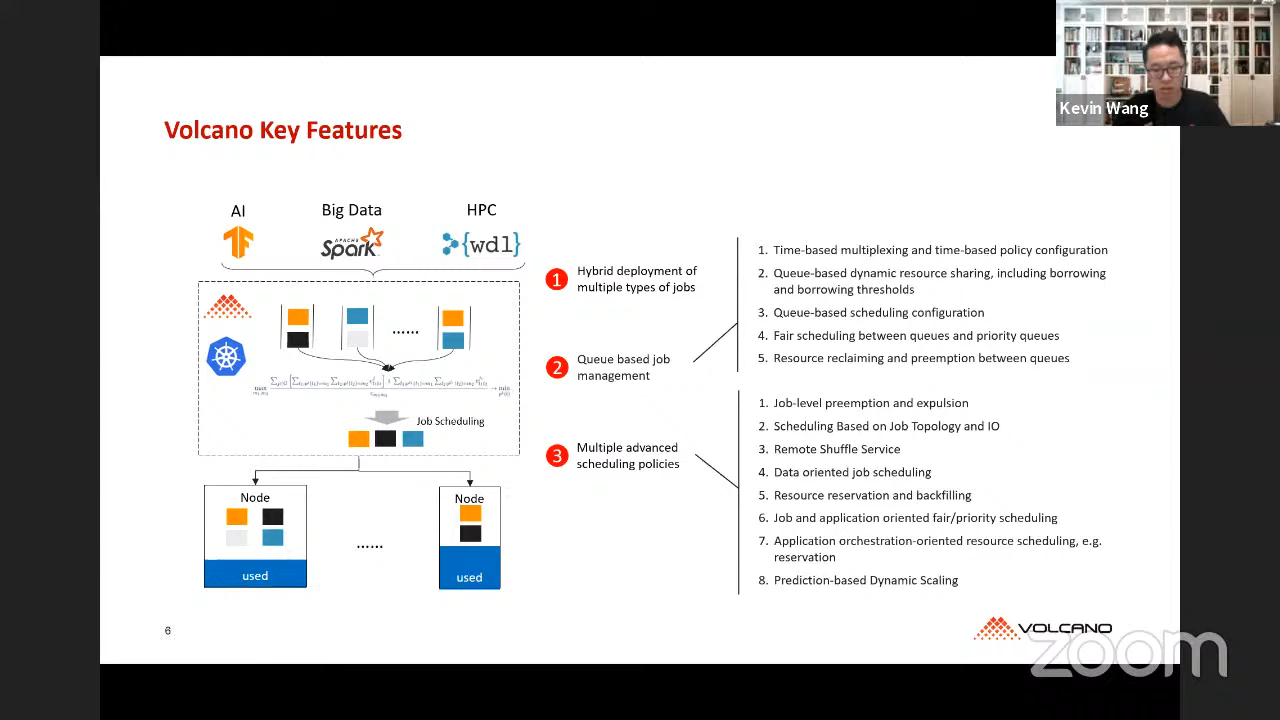 Kevin Wang
Volcano Key Features
AI
Big Data
HPC
APACHE
Spark
{wdl}
......
Job Scheduling
Node
Node
......
used
used
1
Hybrid deployment of
multiple types of jobs
2
Queue based job
management
3
Multiple advanced
scheduling policies
1. Time-based multiplexing and time-based policy configuration
2. Queue-based dynamic resource sharing, including borrowing
and borrowing thresholds
3. Queue-based scheduling configuration
4. Fair scheduling between queues and priority queues
5. Resource reclaiming and preemption between queues
1. Job-level preemption and expulsion
2. Scheduling Based on Job Topology and IO
3. Remote Shuffle Service
4. Data oriented job scheduling
5. Resource reservation and backfilling
6. Job and application oriented fair/priority scheduling
7. Application orchestration-oriented resource scheduling, e.g.
reservation
8. Prediction-based Dynamic Scaling
6
VOLCANO
zoom